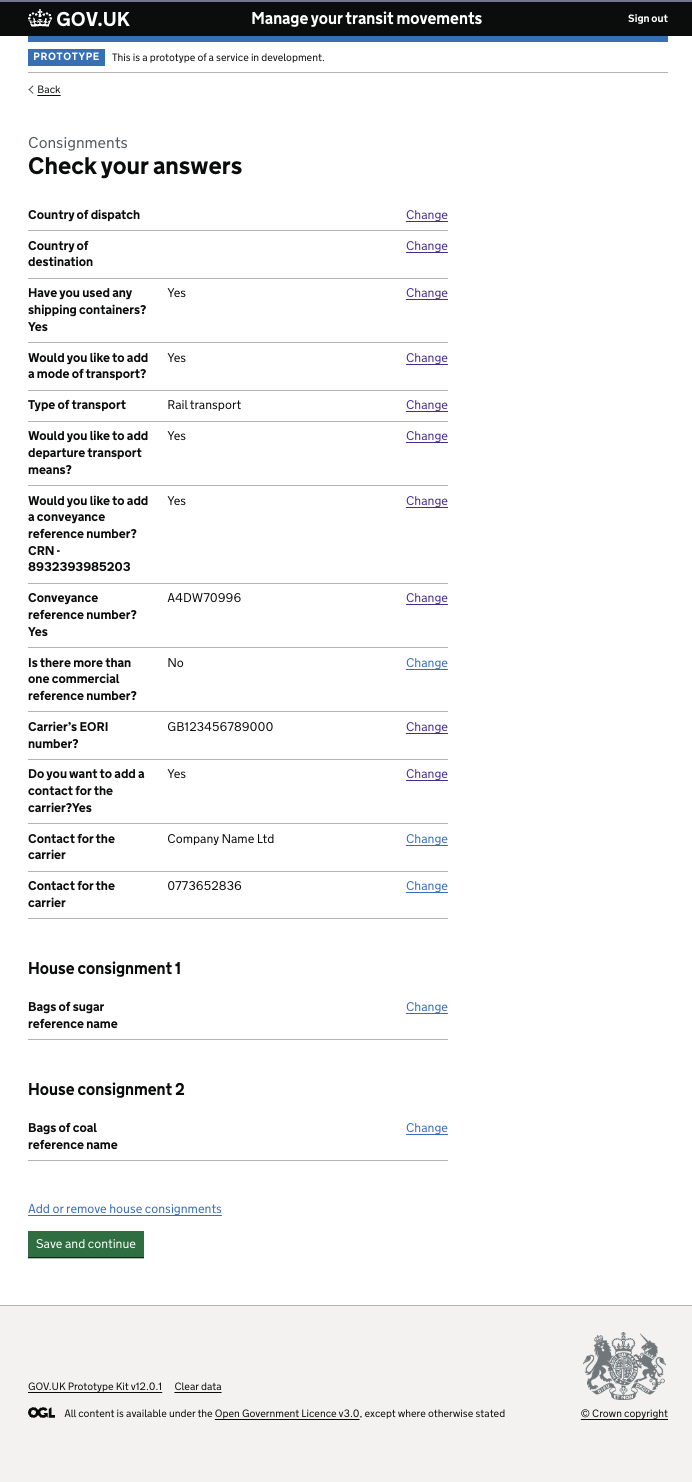 GOV.UK Manage your transit movements Sign out
PROTOTYPE This is a prototype of a service in development.
Back
Consignments
Check your answers
Country of dispatch Change
Country of Change
destination
Have you used any Yes Change
shipping containers?
Yes
Would you like to add Yes Change
a mode of transport?
Type of transport Rail transport Change
Would you like to add Yes Change
departure transport
means?
Would you like to add Yes Change
a conveyance
reference number?
CRN -
8932393985203
Conveyance A4DW70996 Change
reference number?
Yes
Is there more than No Change
one commercial
reference number?
Carrier’s EORI GB123456789000 Change
number?
Do you want to add a Yes Change
contact for the
carrier?Yes
Contact for the Company Name Ltd Change
carrier
Contact for the 0773652836 Change
carrier
House consignment 1
Bags of sugar Change
reference name
House consignment 2
Bags of coal Change
reference name
Add or remove house consignments
Save and continue
GOV.UK Prototype Kit v12.0.1 Clear data
OGL All content is available under the Open Government Licence v3.0, except where otherwise stated © Crown copyright